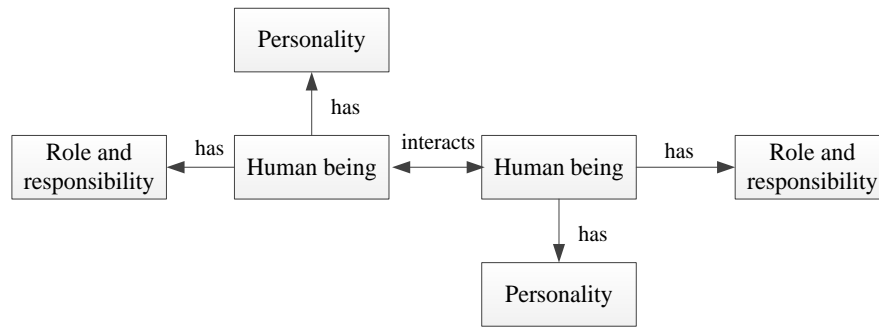 Personality
has
Role and
responsibility
has
Human being
interacts
Human being
has
Role and
responsibility
has
Personality